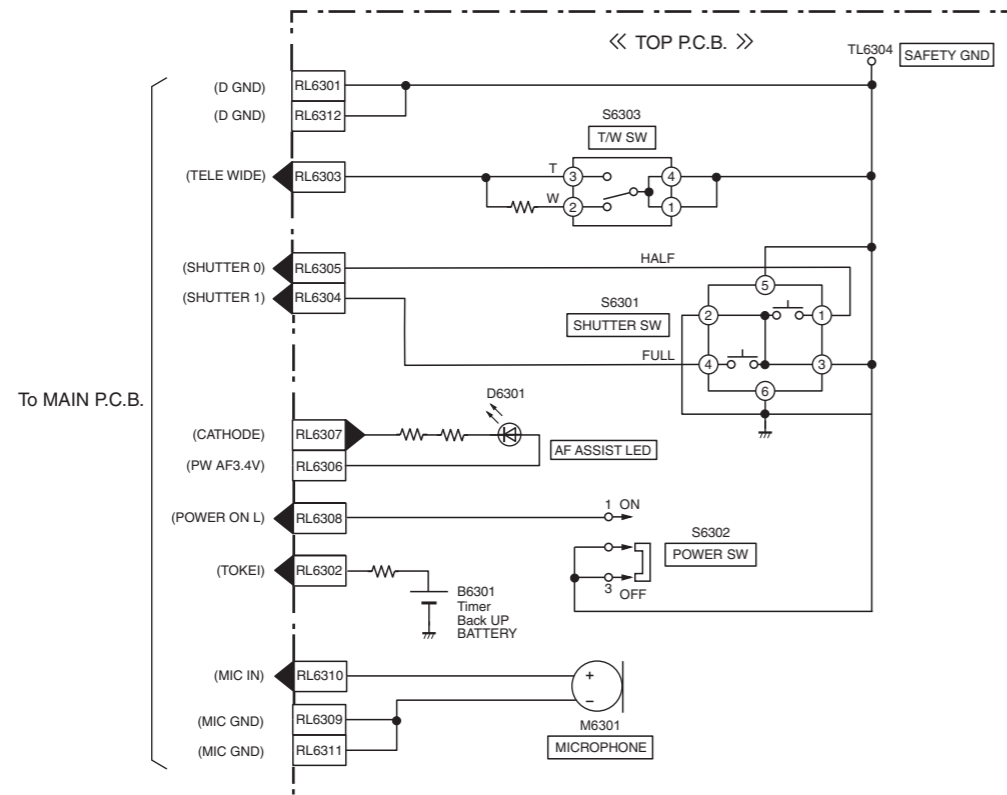 ≪ TOP P.C.B. ≫
TL6304
SAFETY GND
(D GND)
RL6301
(D GND)
RL6312
S6303
T/W SW
(TELE WIDE)
RL6303
T
3
4
W
2
1
(SHUTTER 0)
RL6305
HALF
(SHUTTER 1)
RL6304
S6301
SHUTTER SW
5
2
1
FULL
4
3
6
To MAIN P.C.B.
D6301
(CATHODE)
RL6307
AF ASSIST LED
(PW AF3.4V)
RL6306
(POWER ON L)
RL6308
1 ON
S6302
POWER SW
3
OFF
(TOKEI)
RL6302
B6301
Timer
Back UP
BATTERY
(MIC IN)
RL6310
+
−
(MIC GND)
RL6309
(MIC GND)
RL6311
M6301
MICROPHONE